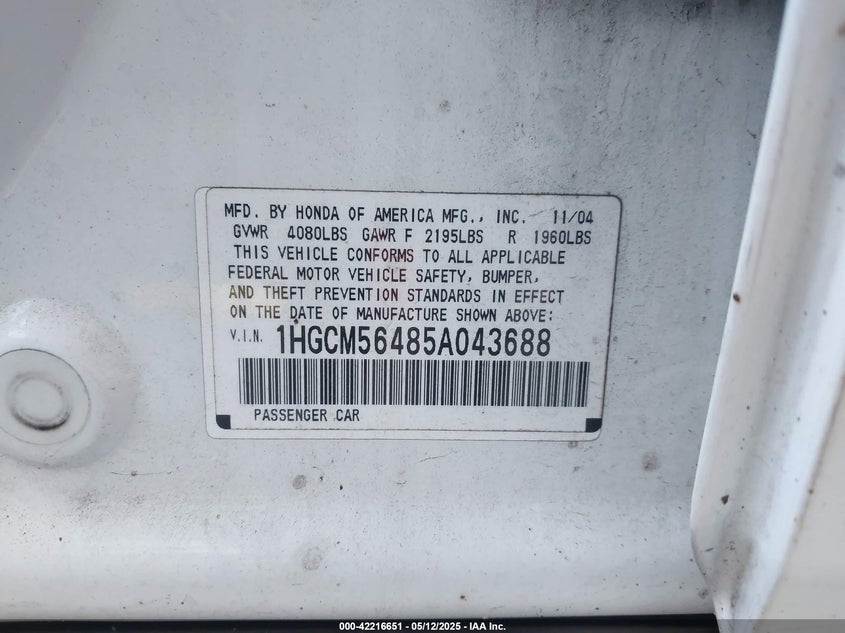 MFD. BY HONDA OF AMERICA MFG., INC. 11/04
GVWR 4080LBS GAWR F 2195LBS R 1960LBS
THIS VEHICLE CONFORMS TO ALL APPLICABLE
FEDERAL MOTOR VEHICLE SAFETY, BUMPER,
AND THEFT PREVENTION STANDARDS IN EFFECT
ON THE DATE OF MANUFACTURE SHOWN ABOVE:
V.I.N. 1HGCM56485A043688
PASSENGER CAR
000-42216651 - 05/12/2025 - IAA Inc.